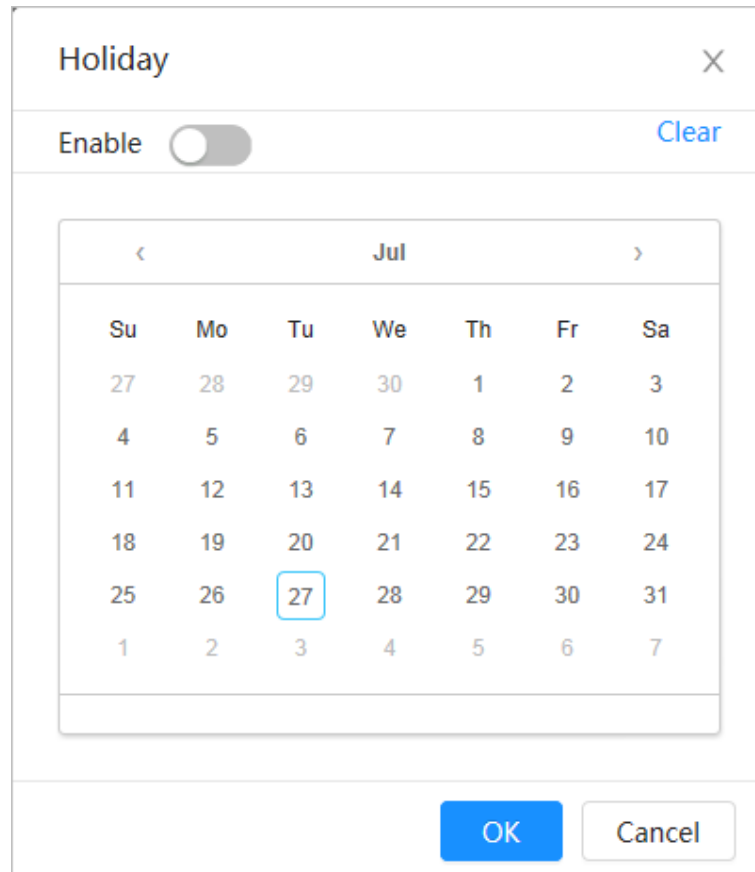 Holiday
Enable Clear
‹ Jul ›
Su Mo Tu We Th Fr Sa
27 28 29 30 1 2 3
4 5 6 7 8 9 10
11 12 13 14 15 16 17
18 19 20 21 22 23 24
25 26 27 28 29 30 31
1 2 3 4 5 6 7
OK Cancel